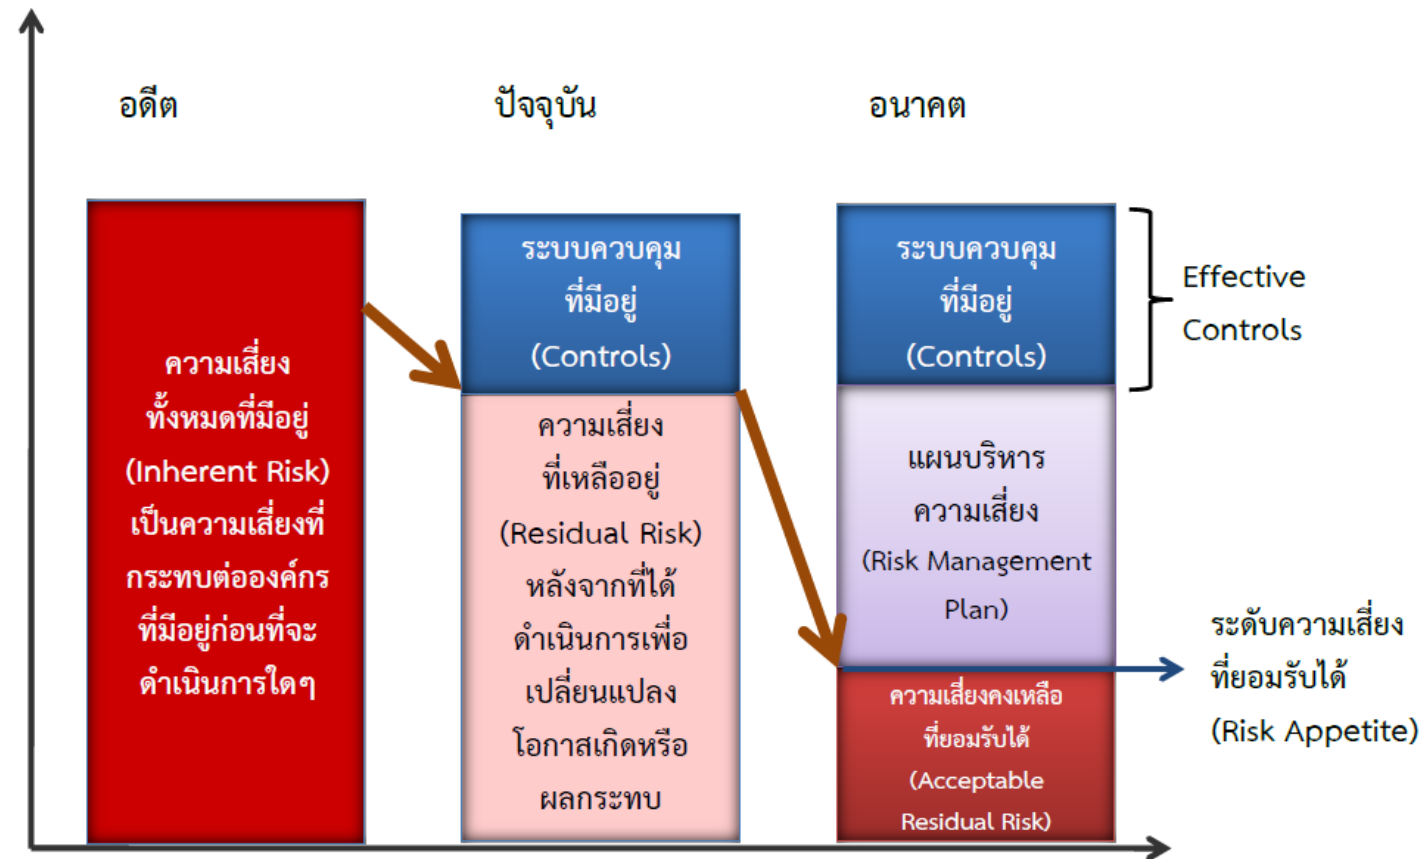 อดีต
ปัจจุบัน
อนาคต
ความเสี่ยง
ทั้งหมดที่มีอยู่
(Inherent Risk)
เป็นความเสี่ยงที่
กระทบต่อองค์กร
ที่มีอยู่ก่อนที่จะ
ดำเนินการใดๆ
ระบบควบคุม
ที่มีอยู่
(Controls)
ความเสี่ยง
ที่เหลืออยู่
(Residual Risk)
หลังจากที่ได้
ดำเนินการเพื่อ
เปลี่ยนแปลง
โอกาสเกิดหรือ
ผลกระทบ
ระบบควบคุม
ที่มีอยู่
(Controls)
แผนบริหาร
ความเสี่ยง
(Risk Management
Plan)
ความเสี่ยงคงเหลือ
ที่ยอมรับได้
(Acceptable
Residual Risk)
Effective
Controls
ระดับความเสี่ยง
ที่ยอมรับได้
(Risk Appetite)